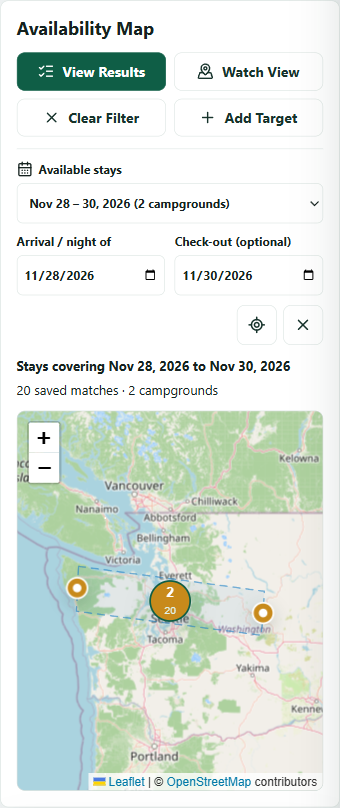 Availability Map
View Results
Watch View
Clear Filter
Add Target
Available stays
Nov 28 – 30, 2026 (2 campgrounds)
Arrival / night of
Check-out (optional)
11/28/2026
11/30/2026
Stays covering Nov 28, 2026 to Nov 30, 2026
20 saved matches · 2 campgrounds
+
−
Kelowna
Vancouver
Nanaimo
Chilliwack
Abbotsford
Bellingham
Victoria
Everett
2
20
Washington
Tacoma
Yakima
Portland
Leaflet | © OpenStreetMap contributors